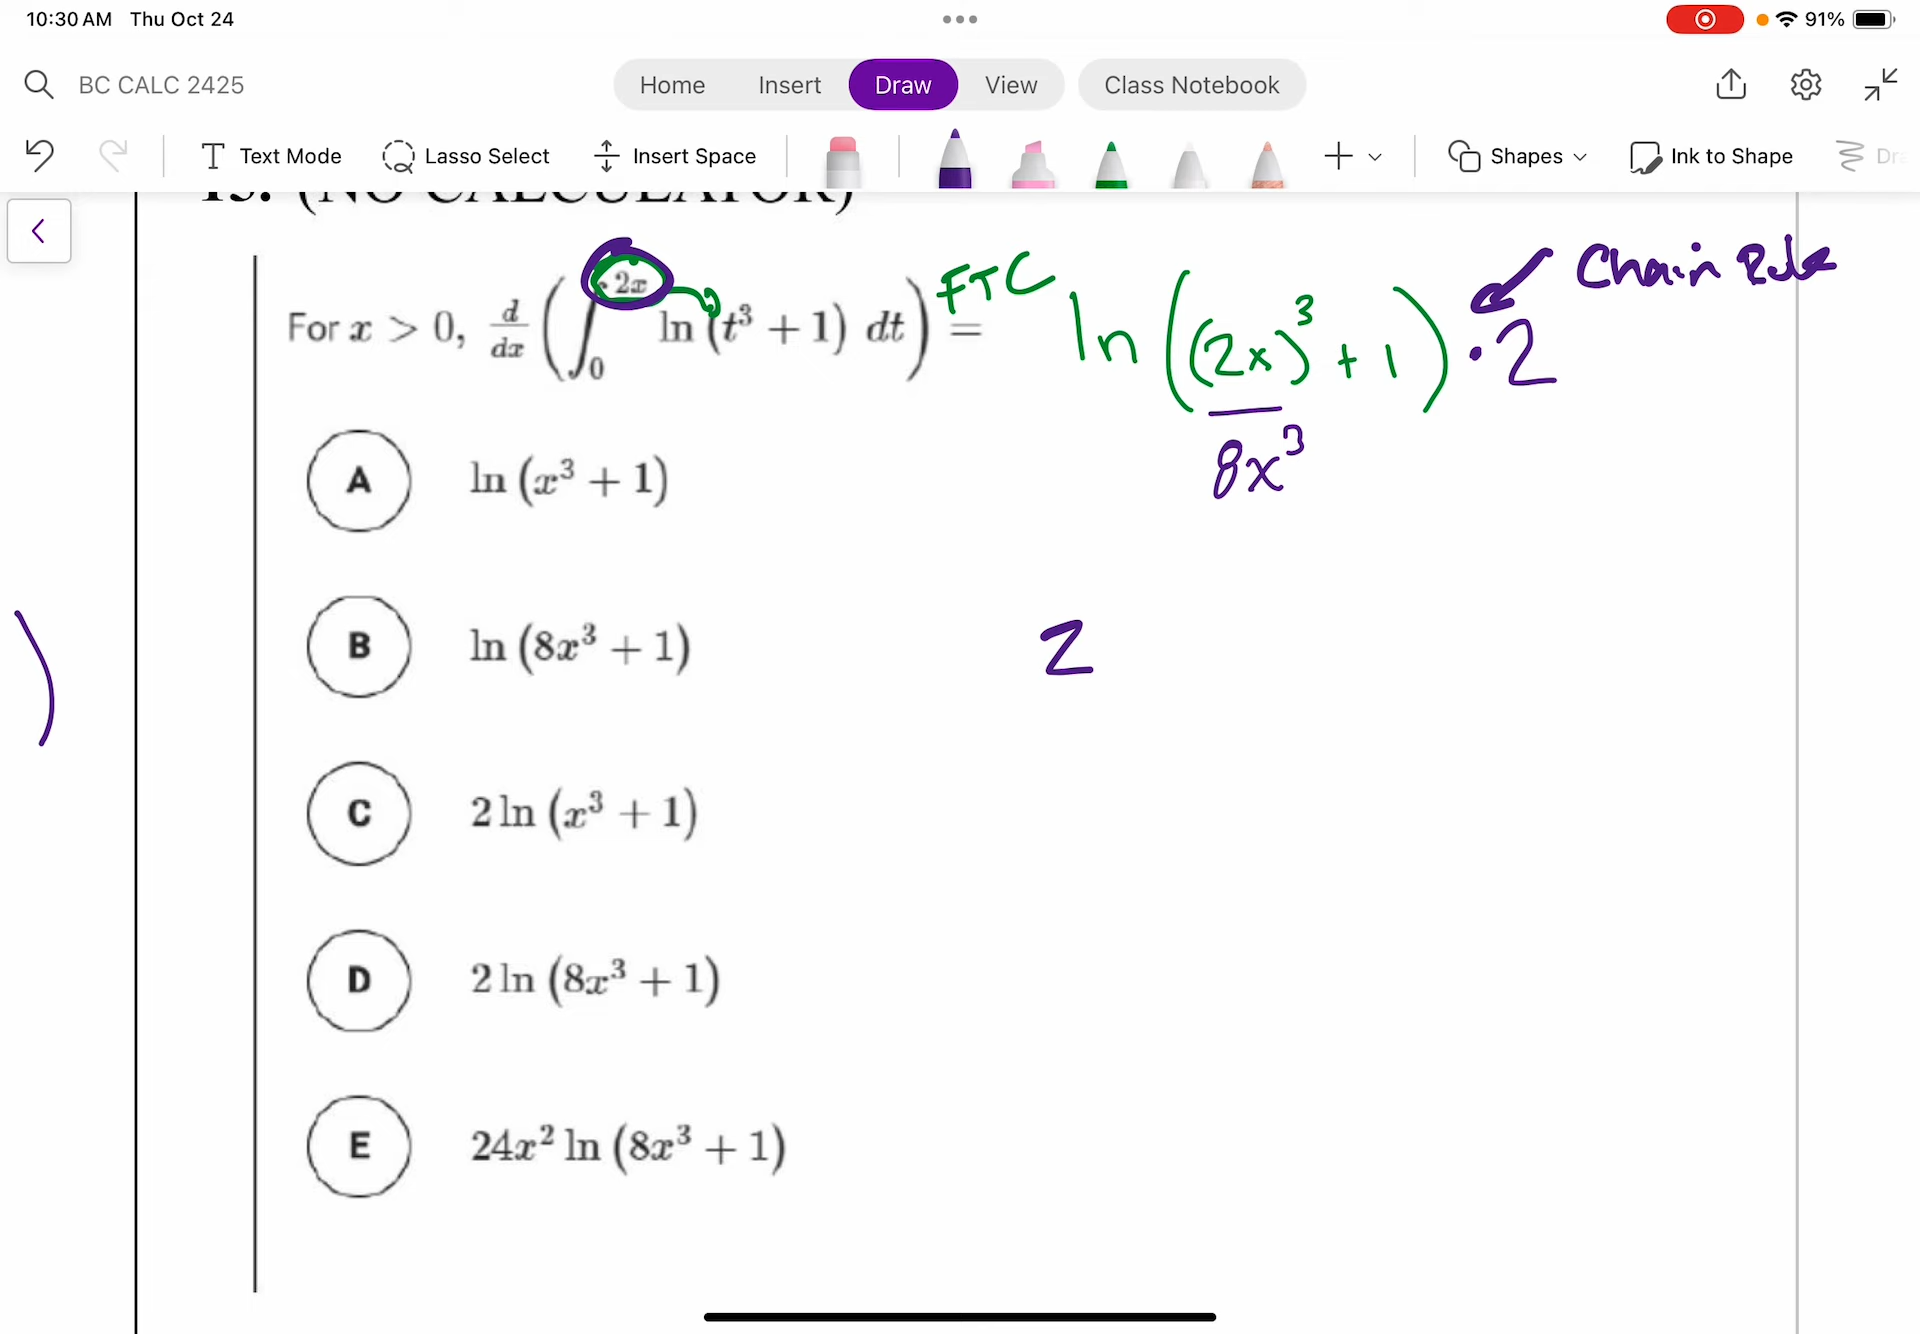 10:30 AM Thu Oct 24
91%
BC CALC 2425
Home Insert Draw View Class Notebook
Text Mode Lasso Select Insert Space Shapes Ink to Shape Dr
(NO CALCULATOR)
Chain Rule
For x > 0, d/dx (∫₀²ˣ ln (t³ + 1) dt) = FTC ln((2x)³ + 1) · 2
8x³
A ln (x³ + 1)
B ln (8x³ + 1)
2
C 2 ln (x³ + 1)
D 2 ln (8x³ + 1)
E 24x² ln (8x³ + 1)
)